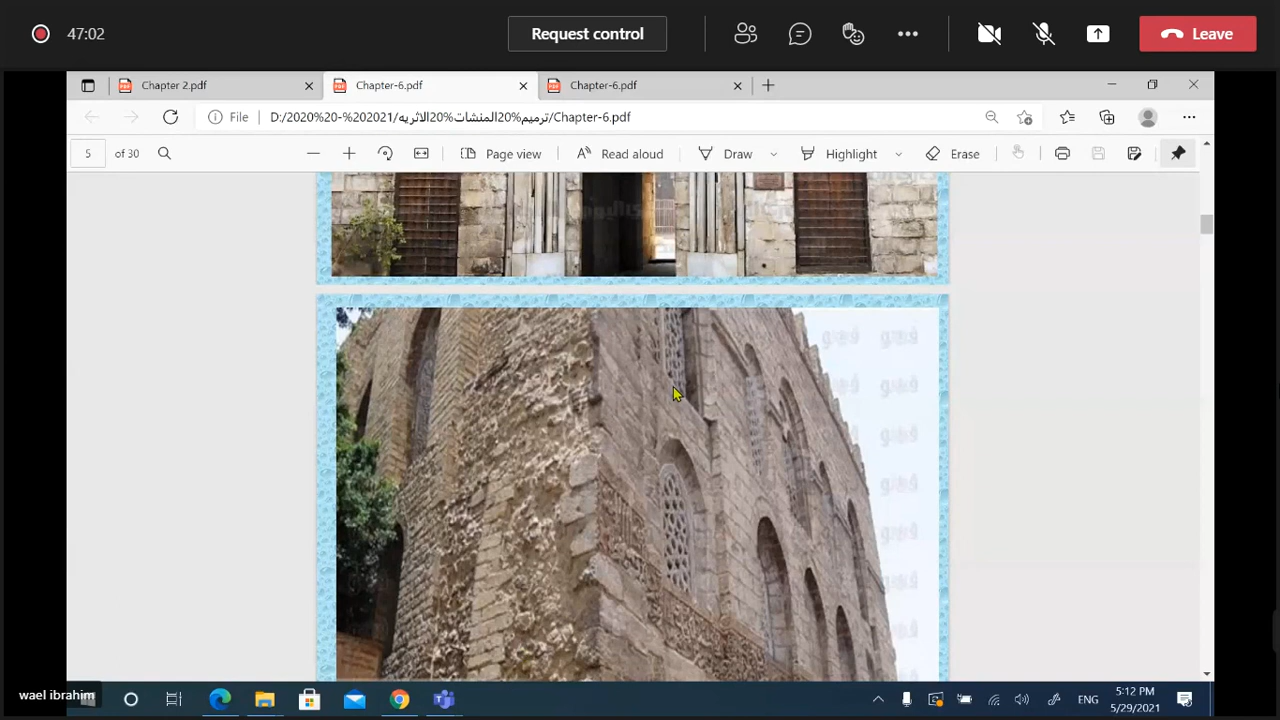 47:02
Request control
Leave
Chapter 2.pdf
Chapter-6.pdf
Chapter-6.pdf
File
D:/2020%20-%202021/ترميم%20المنشات%20الاثريه/Chapter-6.pdf
5
of 30
Page view
Read aloud
Draw
Highlight
Erase
wael ibrahim
ENG
5:12 PM
5/29/2021